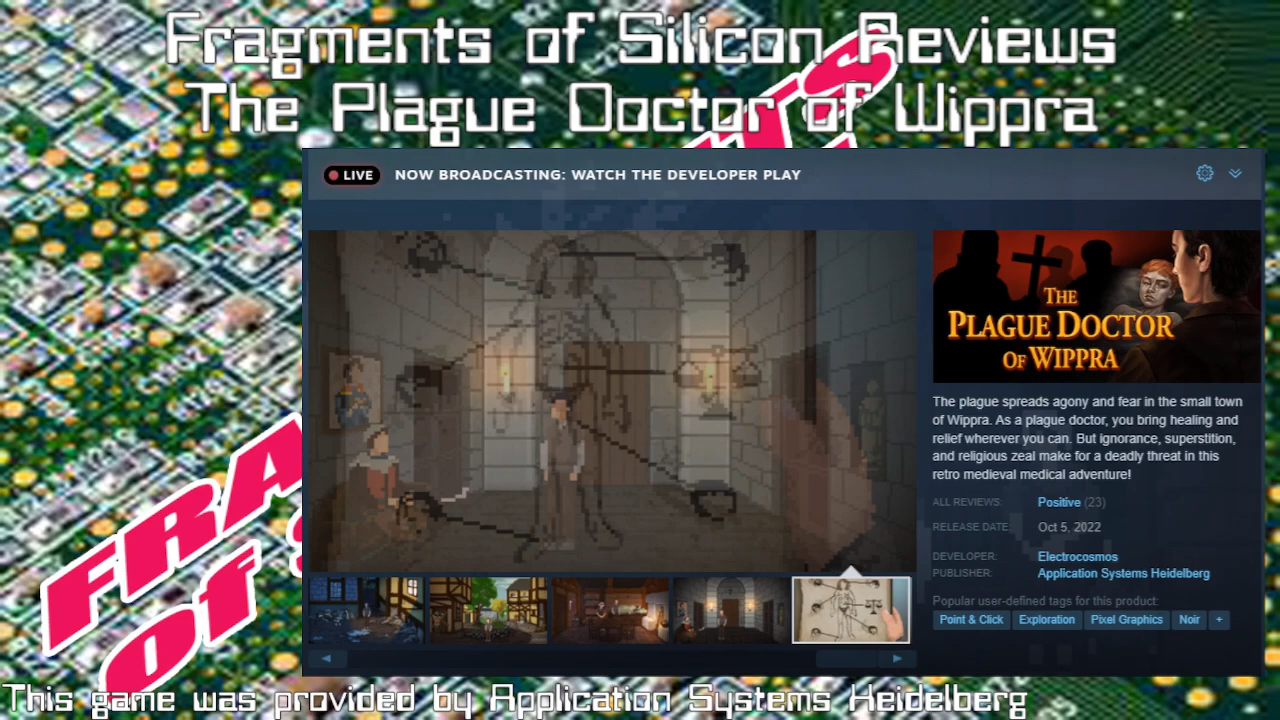 Fragments of Silicon Reviews
The Plague Doctor of Wippra
LIVE NOW BROADCASTING: WATCH THE DEVELOPER PLAY
THE
PLAGUE DOCTOR
OF WIPPRA
The plague spreads agony and fear in the small town
of Wippra. As a plague doctor, you bring healing and
relief wherever you can. But ignorance, superstition,
and religious zeal make for a deadly threat in this
retro medieval medical adventure!
ALL REVIEWS: Positive (23)
RELEASE DATE: Oct 5, 2022
DEVELOPER: Electrocosmos
PUBLISHER: Application Systems Heidelberg
Popular user-defined tags for this product:
Point & Click Exploration Pixel Graphics Noir +
FRA
of
This game was provided by Application Systems Heidelberg